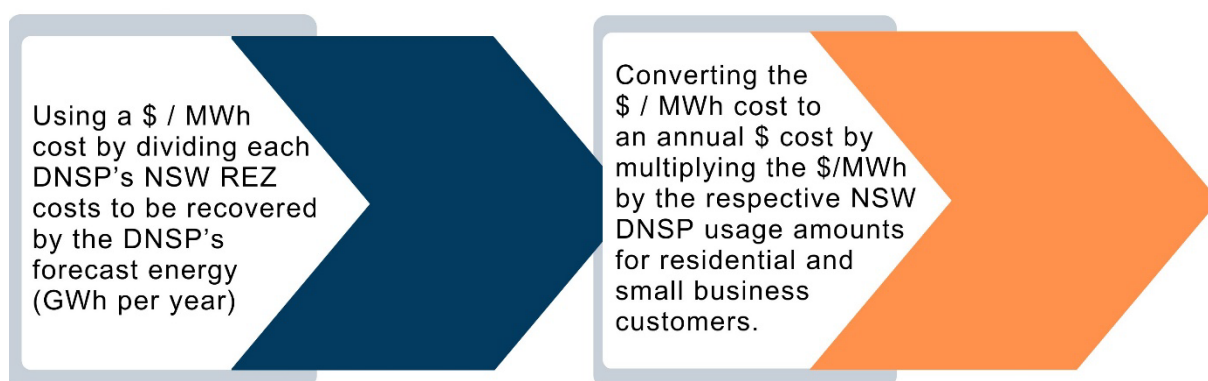 Using a $ / MWh
cost by dividing each
DNSP’s NSW REZ
costs to be recovered
by the DNSP’s
forecast energy
(GWh per year)
Converting the
$ / MWh cost to
an annual $ cost by
multiplying the $/MWh
by the respective NSW
DNSP usage amounts
for residential and
small business
customers.